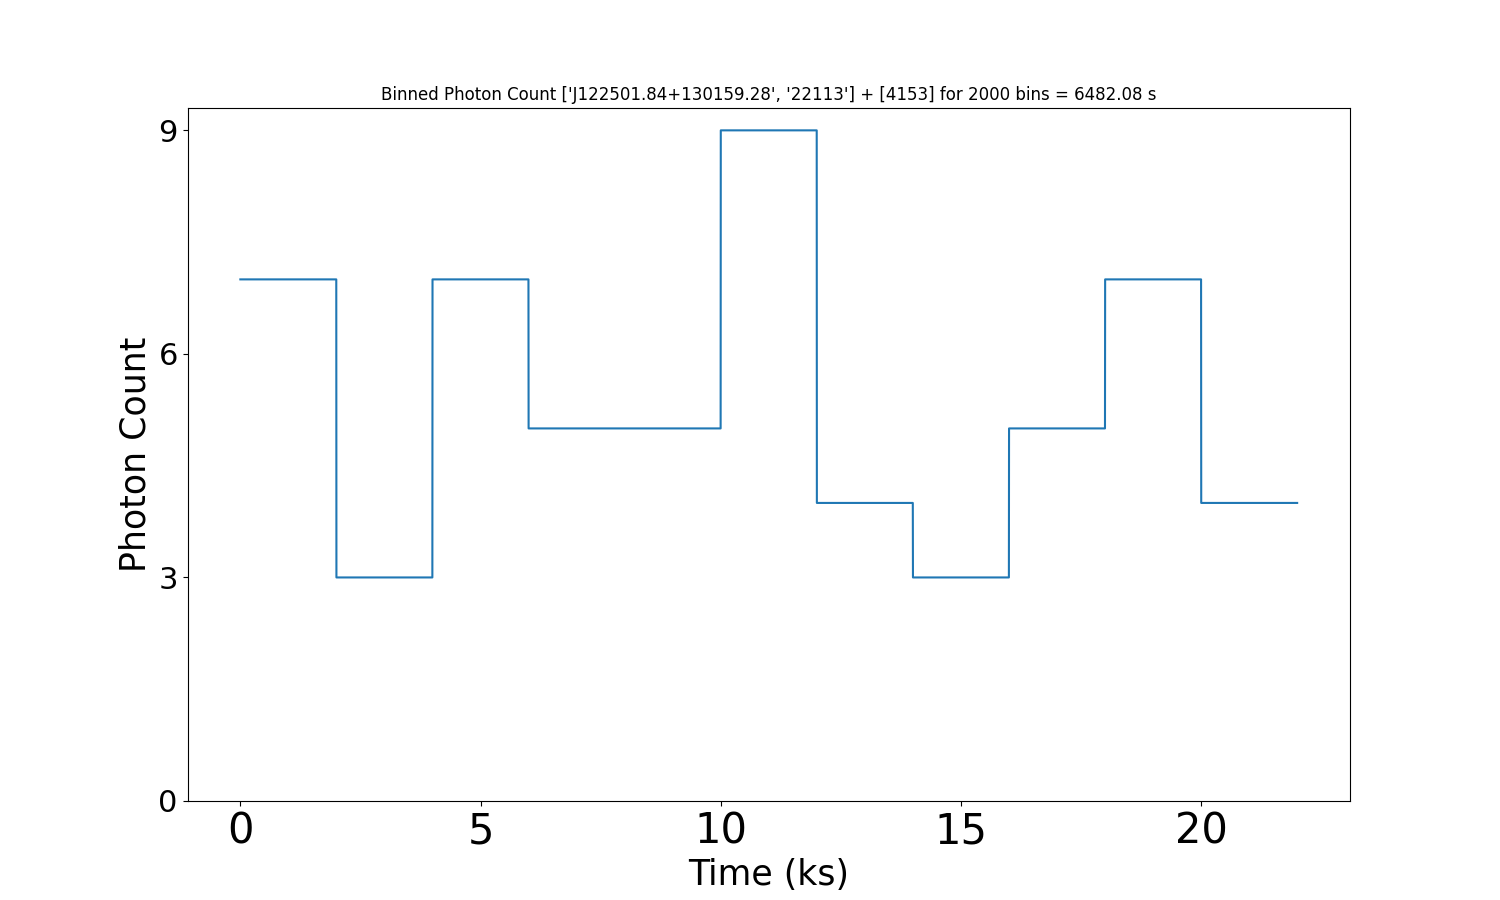 Binned Photon Count ['J122501.84+130159.28', '22113'] + [4153] for 2000 bins = 6482.08 s
9
6
3
0
Photon Count
0 5 10 15 20
Time (ks)